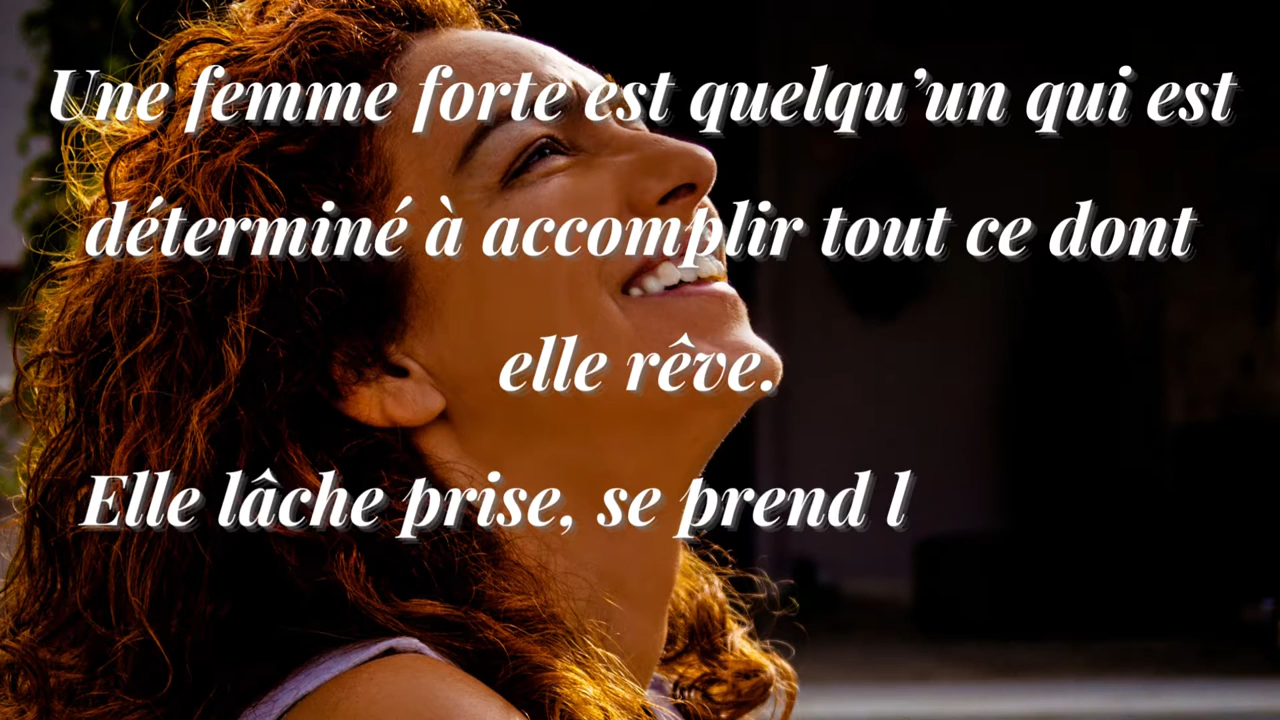 Une femme forte est quelqu’un qui est
déterminé à accomplir tout ce dont
elle rêve.
Elle lâche prise, se prend l